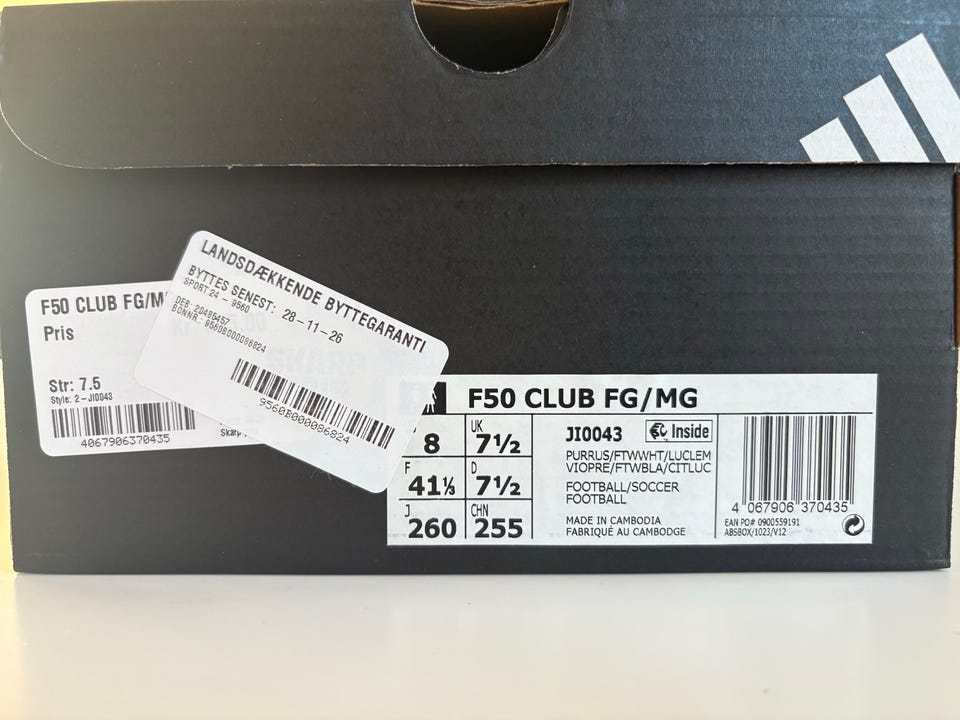 F50 CLUB FG/M
Pris
Str: 7.5
Style: 2-JI0043
4067906370435
LANDSDÆKKENDE BYTTEGARANTI
BYTTES SENEST: 28-11-26
SPORT 24 - 9560
DEB: 20485457
BONNR.: 9560B000086824
9560B000086824
F50 CLUB FG/MG
8
UK
7½
F
41⅓
D
7½
J
260
CHN
255
JI0043
Inside
PURRUS/FTWWHT/LUCLEM
VIOPRE/FTWBLA/CITLUC
FOOTBALL/SOCCER
FOOTBALL
MADE IN CAMBODIA
FABRIQUÉ AU CAMBODGE
4 067906 370435
EAN PO# 0900559191
ABSBOX/1023/V12